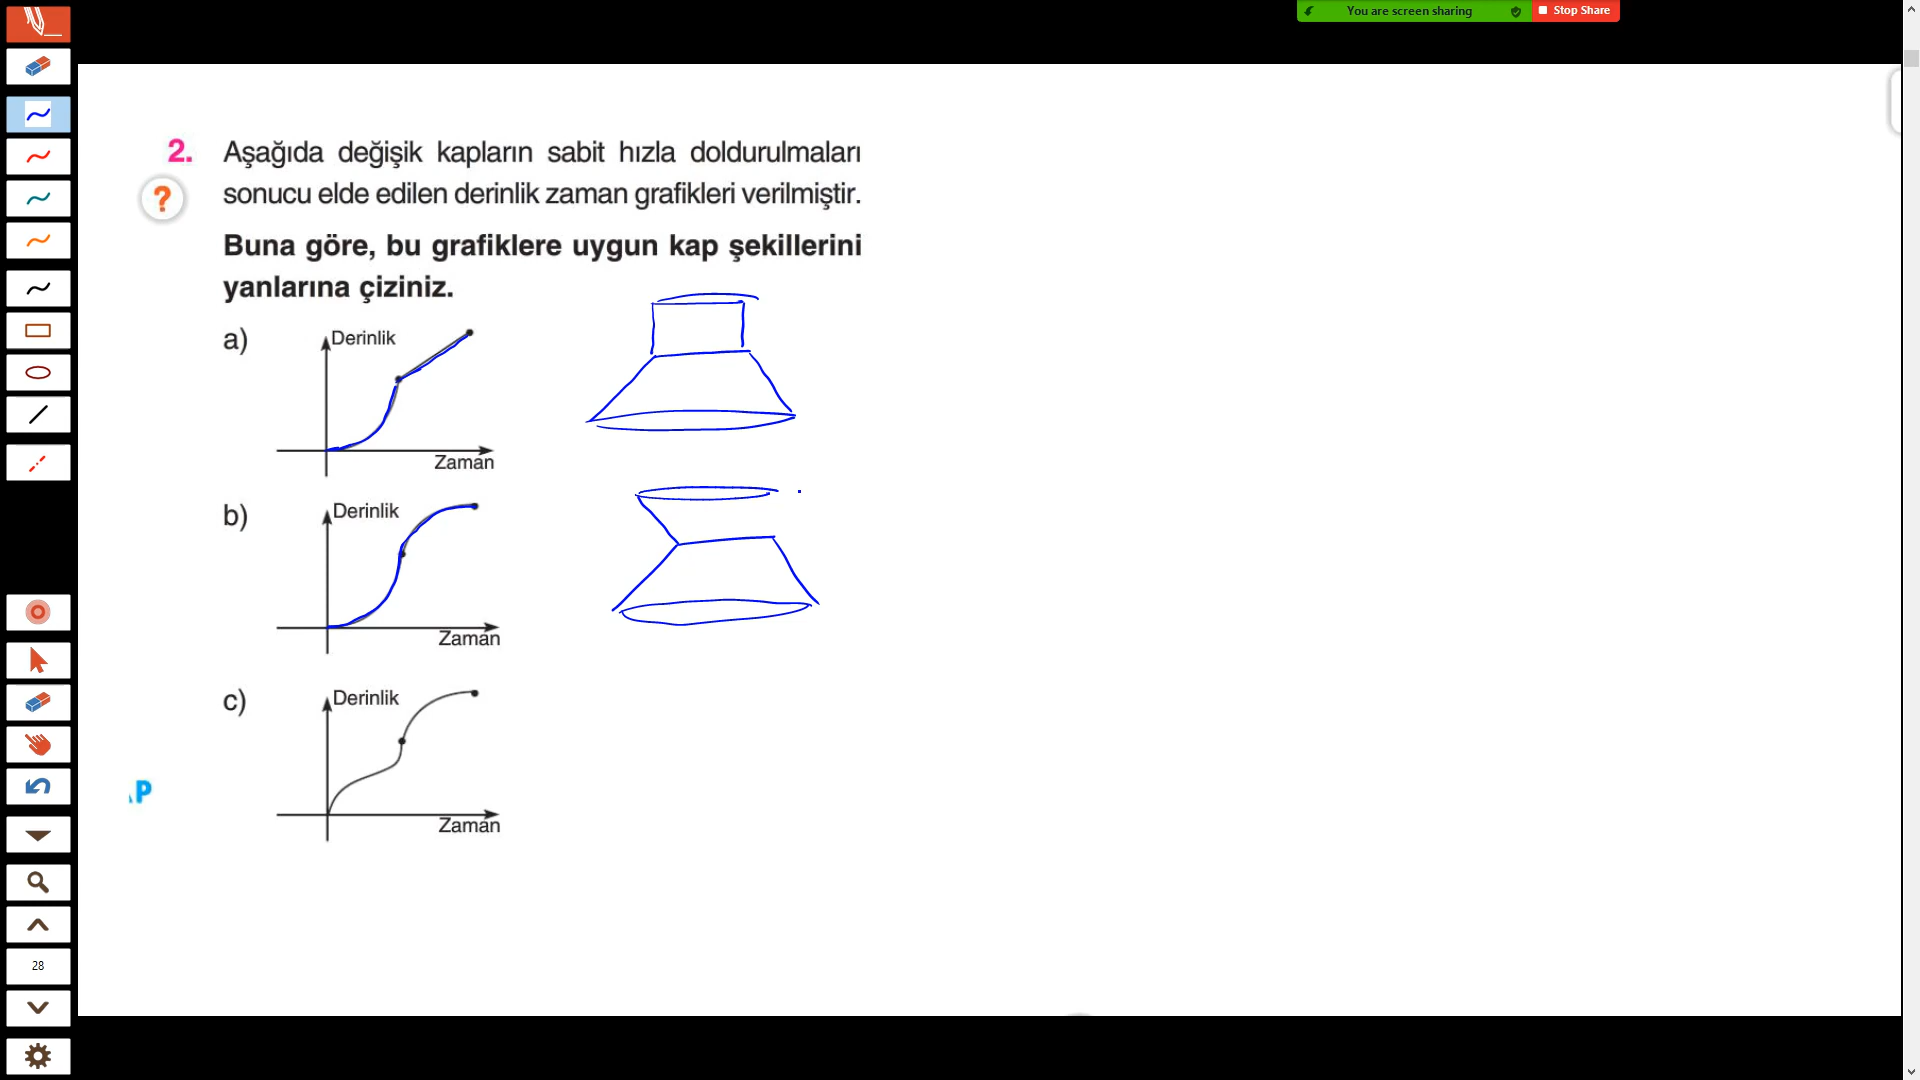 You are screen sharing
Stop Share
2. Aşağıda değişik kapların sabit hızla doldurulmaları
? sonucu elde edilen derinlik zaman grafikleri verilmiştir.
Buna göre, bu grafiklere uygun kap şekillerini
yanlarına çiziniz.
a)
Derinlik
Zaman
b)
Derinlik
Zaman
c)
Derinlik
Zaman
P
28